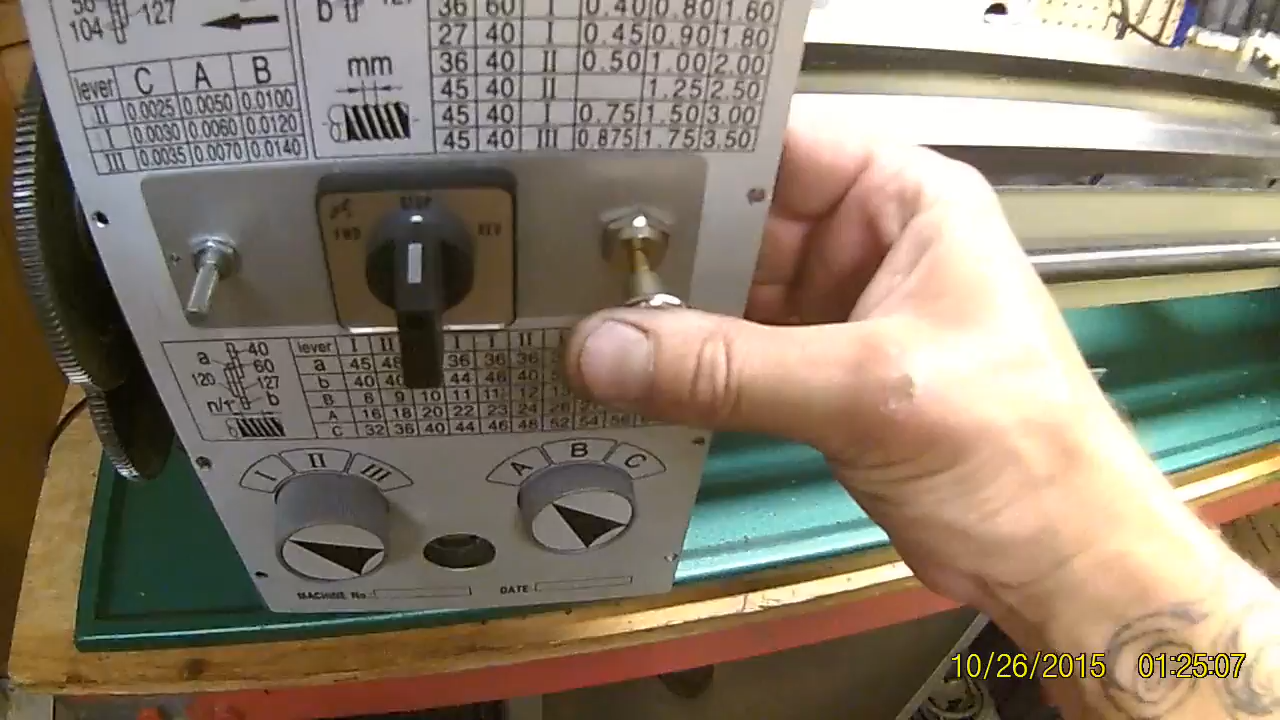 104 127
b 127
36 60 I 0.40 0.80 1.60
27 40 I 0.45 0.90 1.80
36 40 II 0.50 1.00 2.00
45 40 II 1.25 2.50
45 40 I 0.75 1.50 3.00
45 40 III 0.875 1.75 3.50
mm
lever C A B
II 0.0025 0.0050 0.0100
I 0.0030 0.0060 0.0120
III 0.0035 0.0070 0.0140
STOP
FWD REV
a 40
60
120 127
n/1" b
lever I II I I II
a 45 36 36 36
b 40 40 44 46 40
B 8 9 10 11 11 12
A 16 18 20 22 23 24 26
C 32 36 40 44 46 48 52 54 56
I II III
A B C
MACHINE No DATE
10/26/2015 01:25:07